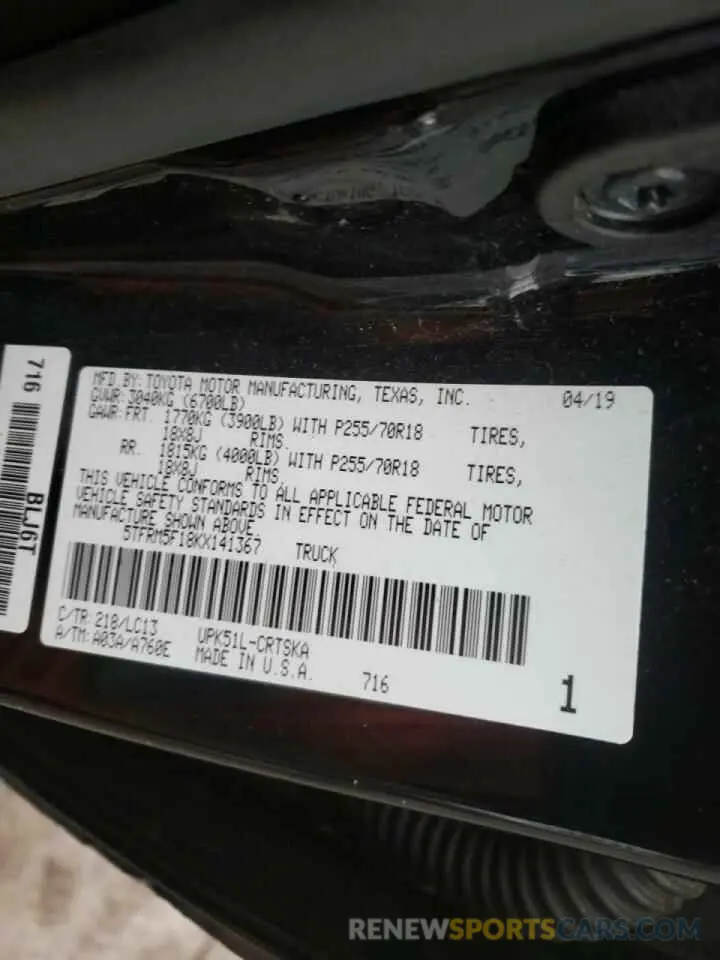 MFD. BY: TOYOTA MOTOR MANUFACTURING, TEXAS, INC. 04/19
GVWR: 3040KG (6700LB)
GAWR: FRT. 1770KG (3900LB) WITH P255/70R18 TIRES,
18X8J RIMS.
RR. 1815KG (4000LB) WITH P255/70R18 TIRES,
18X8J RIMS.
THIS VEHICLE CONFORMS TO ALL APPLICABLE FEDERAL MOTOR
VEHICLE SAFETY STANDARDS IN EFFECT ON THE DATE OF
MANUFACTURE SHOWN ABOVE
5TFRM5F18KX141367 TRUCK
C/TR: 218/LC13 UPK51L-CRTSKA
A/TM: A03A/A760E MADE IN U.S.A. 716
1
716
BLJ6T
RENEWSPORTSCARS.COM